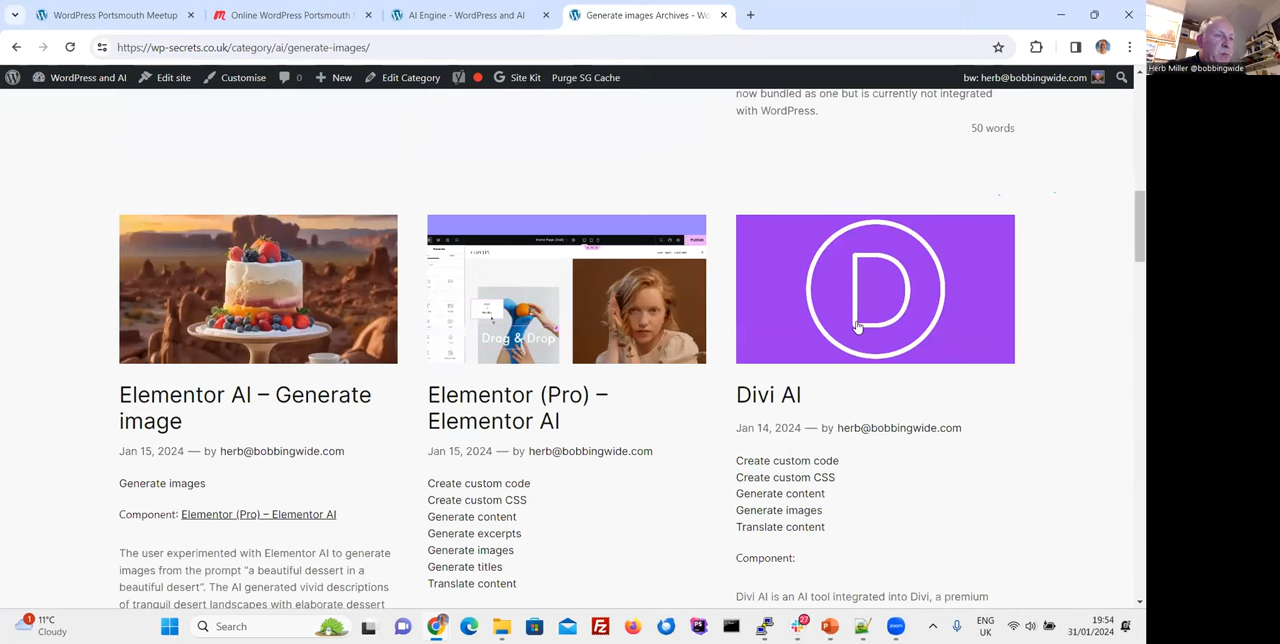 WordPress Portsmouth Meetup
Online WordPress Portsmouth
AI Engine - WordPress and AI
Generate images Archives - Wo
https://wp-secrets.co.uk/category/ai/generate-images/
Herb Miller @bobbingwide
WordPress and AI
Edit site
Customise
0
New
Edit Category
Site Kit
Purge SG Cache
bw: herb@bobbingwide.com
now bundled as one but is currently not integrated
with WordPress.
50 words
Home Page (Draft)
Publish
Drag & Drop
D
Elementor AI – Generate
image
Jan 15, 2024 — by herb@bobbingwide.com
Generate images
Component: Elementor (Pro) – Elementor AI
The user experimented with Elementor AI to generate
images from the prompt “a beautiful dessert in a
beautiful desert”. The AI generated vivid descriptions
of tranquil desert landscapes with elaborate dessert
Elementor (Pro) –
Elementor AI
Jan 15, 2024 — by herb@bobbingwide.com
Create custom code
Create custom CSS
Generate content
Generate excerpts
Generate images
Generate titles
Translate content
Divi AI
Jan 14, 2024 — by herb@bobbingwide.com
Create custom code
Create custom CSS
Generate content
Generate images
Translate content
Component:
Divi AI is an AI tool integrated into Divi, a premium
1
11°C
Cloudy
Search
27
ENG
UK
19:54
31/01/2024